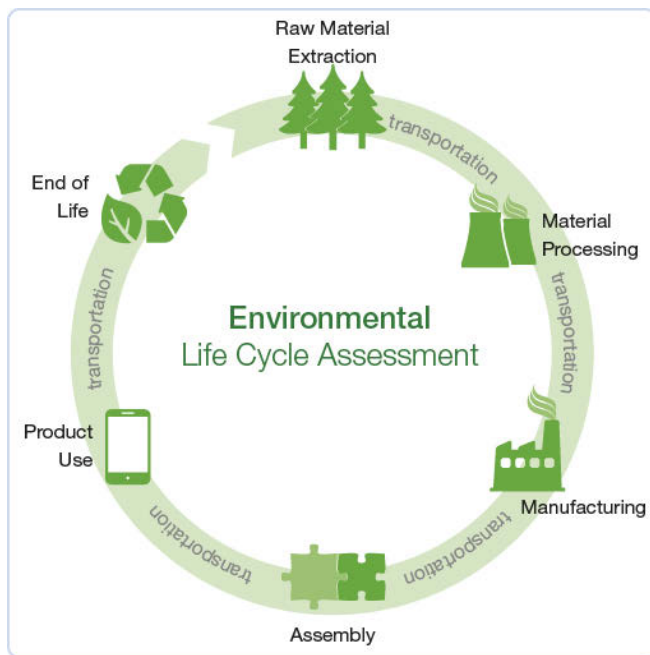 Raw Material
Extraction
transportation
Material
Processing
transportation
Manufacturing
transportation
Assembly
transportation
Product
Use
transportation
End of
Life
Environmental
Life Cycle Assessment